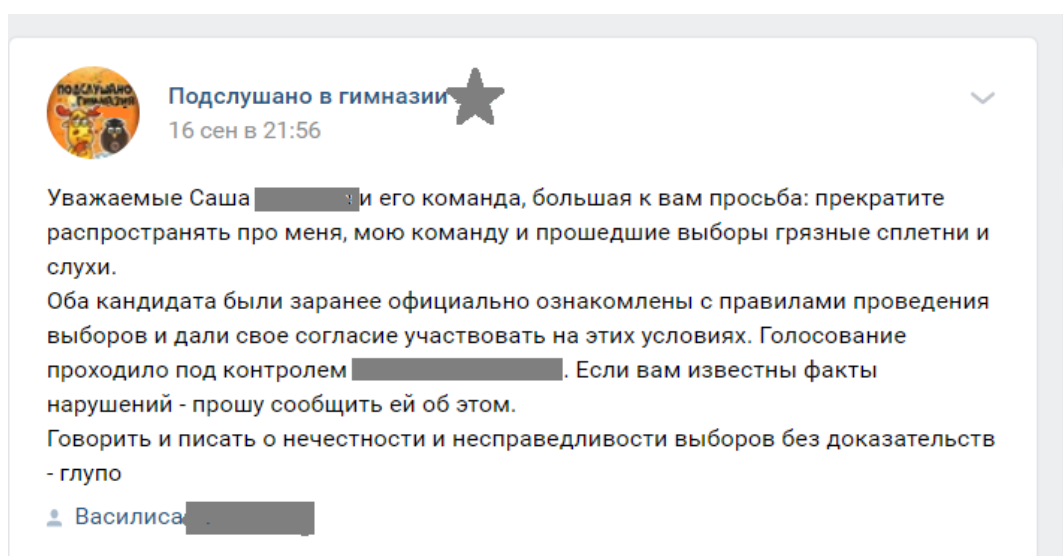 ПОДСЛУШАНО
ГИМНАЗИЯ
Подслушано в гимназии
16 сен в 21:56
Уважаемые Саша и его команда, большая к вам просьба: прекратите
распространять про меня, мою команду и прошедшие выборы грязные сплетни и
слухи.
Оба кандидата были заранее официально ознакомлены с правилами проведения
выборов и дали свое согласие участвовать на этих условиях. Голосование
проходило под контролем . Если вам известны факты
нарушений - прошу сообщить ей об этом.
Говорить и писать о нечестности и несправедливости выборов без доказательств
- глупо
Василиса